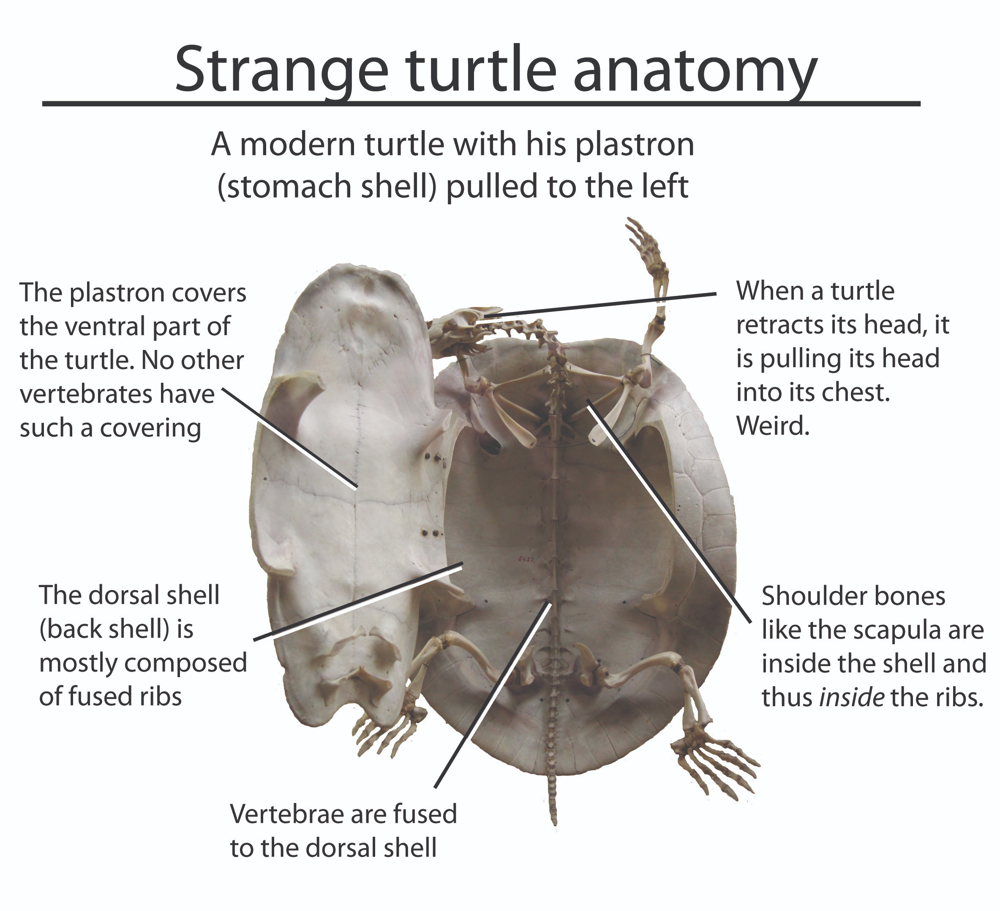 Strange turtle anatomy
A modern turtle with his plastron
(stomach shell) pulled to the left
The plastron covers
the ventral part of
the turtle. No other
vertebrates have
such a covering
When a turtle
retracts its head, it
is pulling its head
into its chest.
Weird.
5432.
The dorsal shell
(back shell) is
mostly composed
of fused ribs
Shoulder bones
like the scapula are
inside the shell and
thus inside the ribs.
Vertebrae are fused
to the dorsal shell